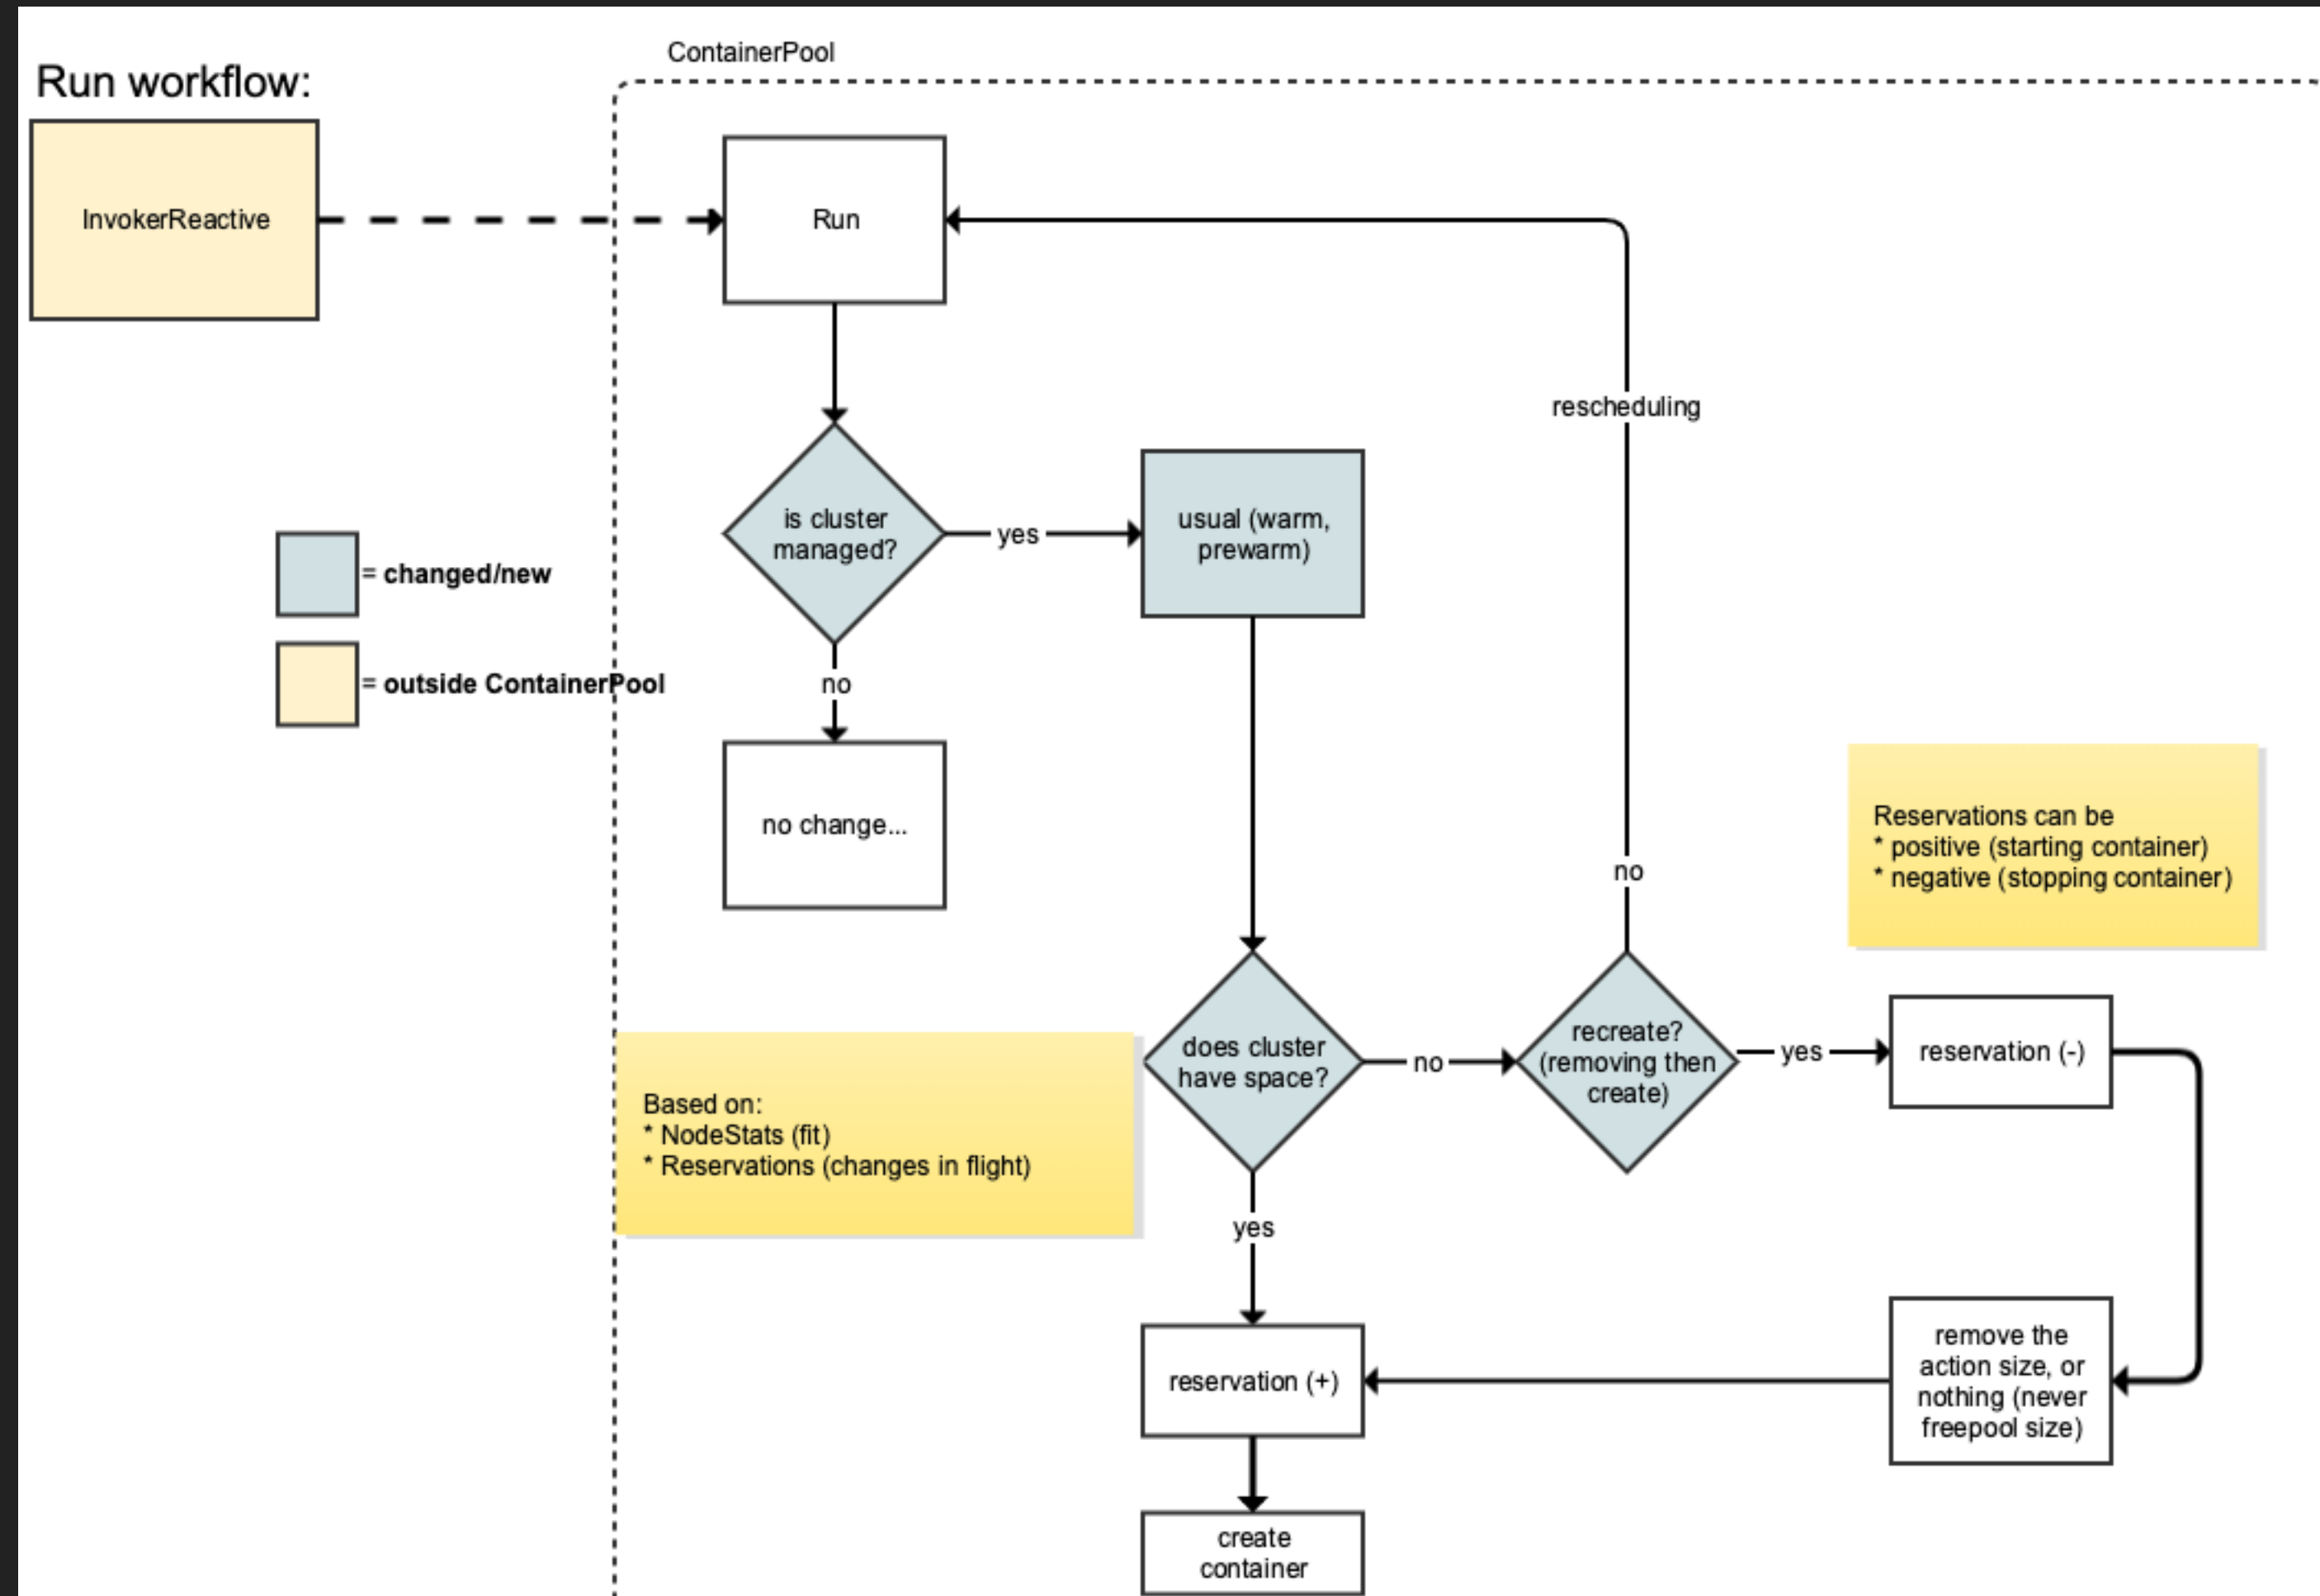 ContainerPool
Run workflow:
InvokerReactive
Run
rescheduling
is cluster
managed?
yes
usual (warm,
prewarm)
= changed/new
= outside ContainerPool
no
no change...
Reservations can be
* positive (starting container)
* negative (stopping container)
no
does cluster
have space?
no
recreate?
(removing then
create)
yes
reservation (-)
Based on:
* NodeStats (fit)
* Reservations (changes in flight)
yes
reservation (+)
remove the
action size, or
nothing (never
freepool size)
create
container